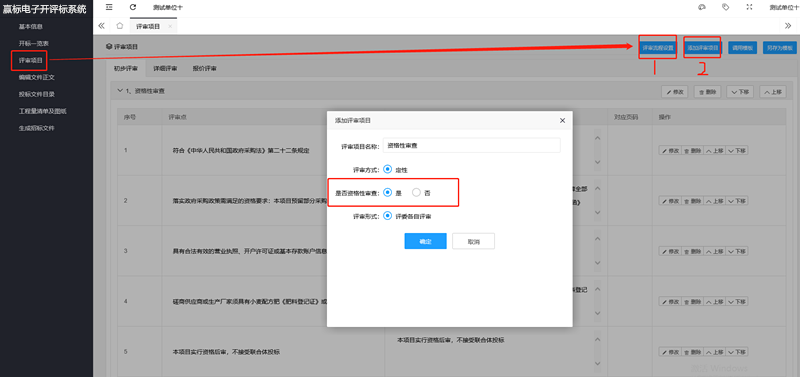 赢标电子开评标系统
测试单位十
测试单位十
基本信息
开标一览表
评审项目
编辑文件正文
投标文件目录
工程量清单及图纸
生成招标文件
评审项目
评审项目
评审流程设置
添加评审项目
调用模板
另存为模板
1
2
初步评审
详细评审
报价评审
1、资格性审查
修改
删除
下移
上移
序号
评审点
对应页码
操作
1
符合《中华人民共和国政府采购法》第二十二条规定
修改 删除 上移 下移
2
落实政府采购政策需满足的资格要求：本项目预留部分采购
修改 删除 上移 下移
3
具有合法有效的营业执照、开户许可证或基本存款账户信息
修改 删除 上移 下移
4
磋商供应商或生产厂家须具有小麦配方肥《肥料登记证》或
料登记
修改 删除 上移 下移
5
本项目实行资格后审，不接受联合体投标
本项目实行资格后审，不接受联合体投标
修改 删除 上移 下移
添加评审项目
评审项目名称：
资格性审查
评审方式：
定性
是否资格性审查：
是
否
评审形式：
评委各自评审
确定
取消